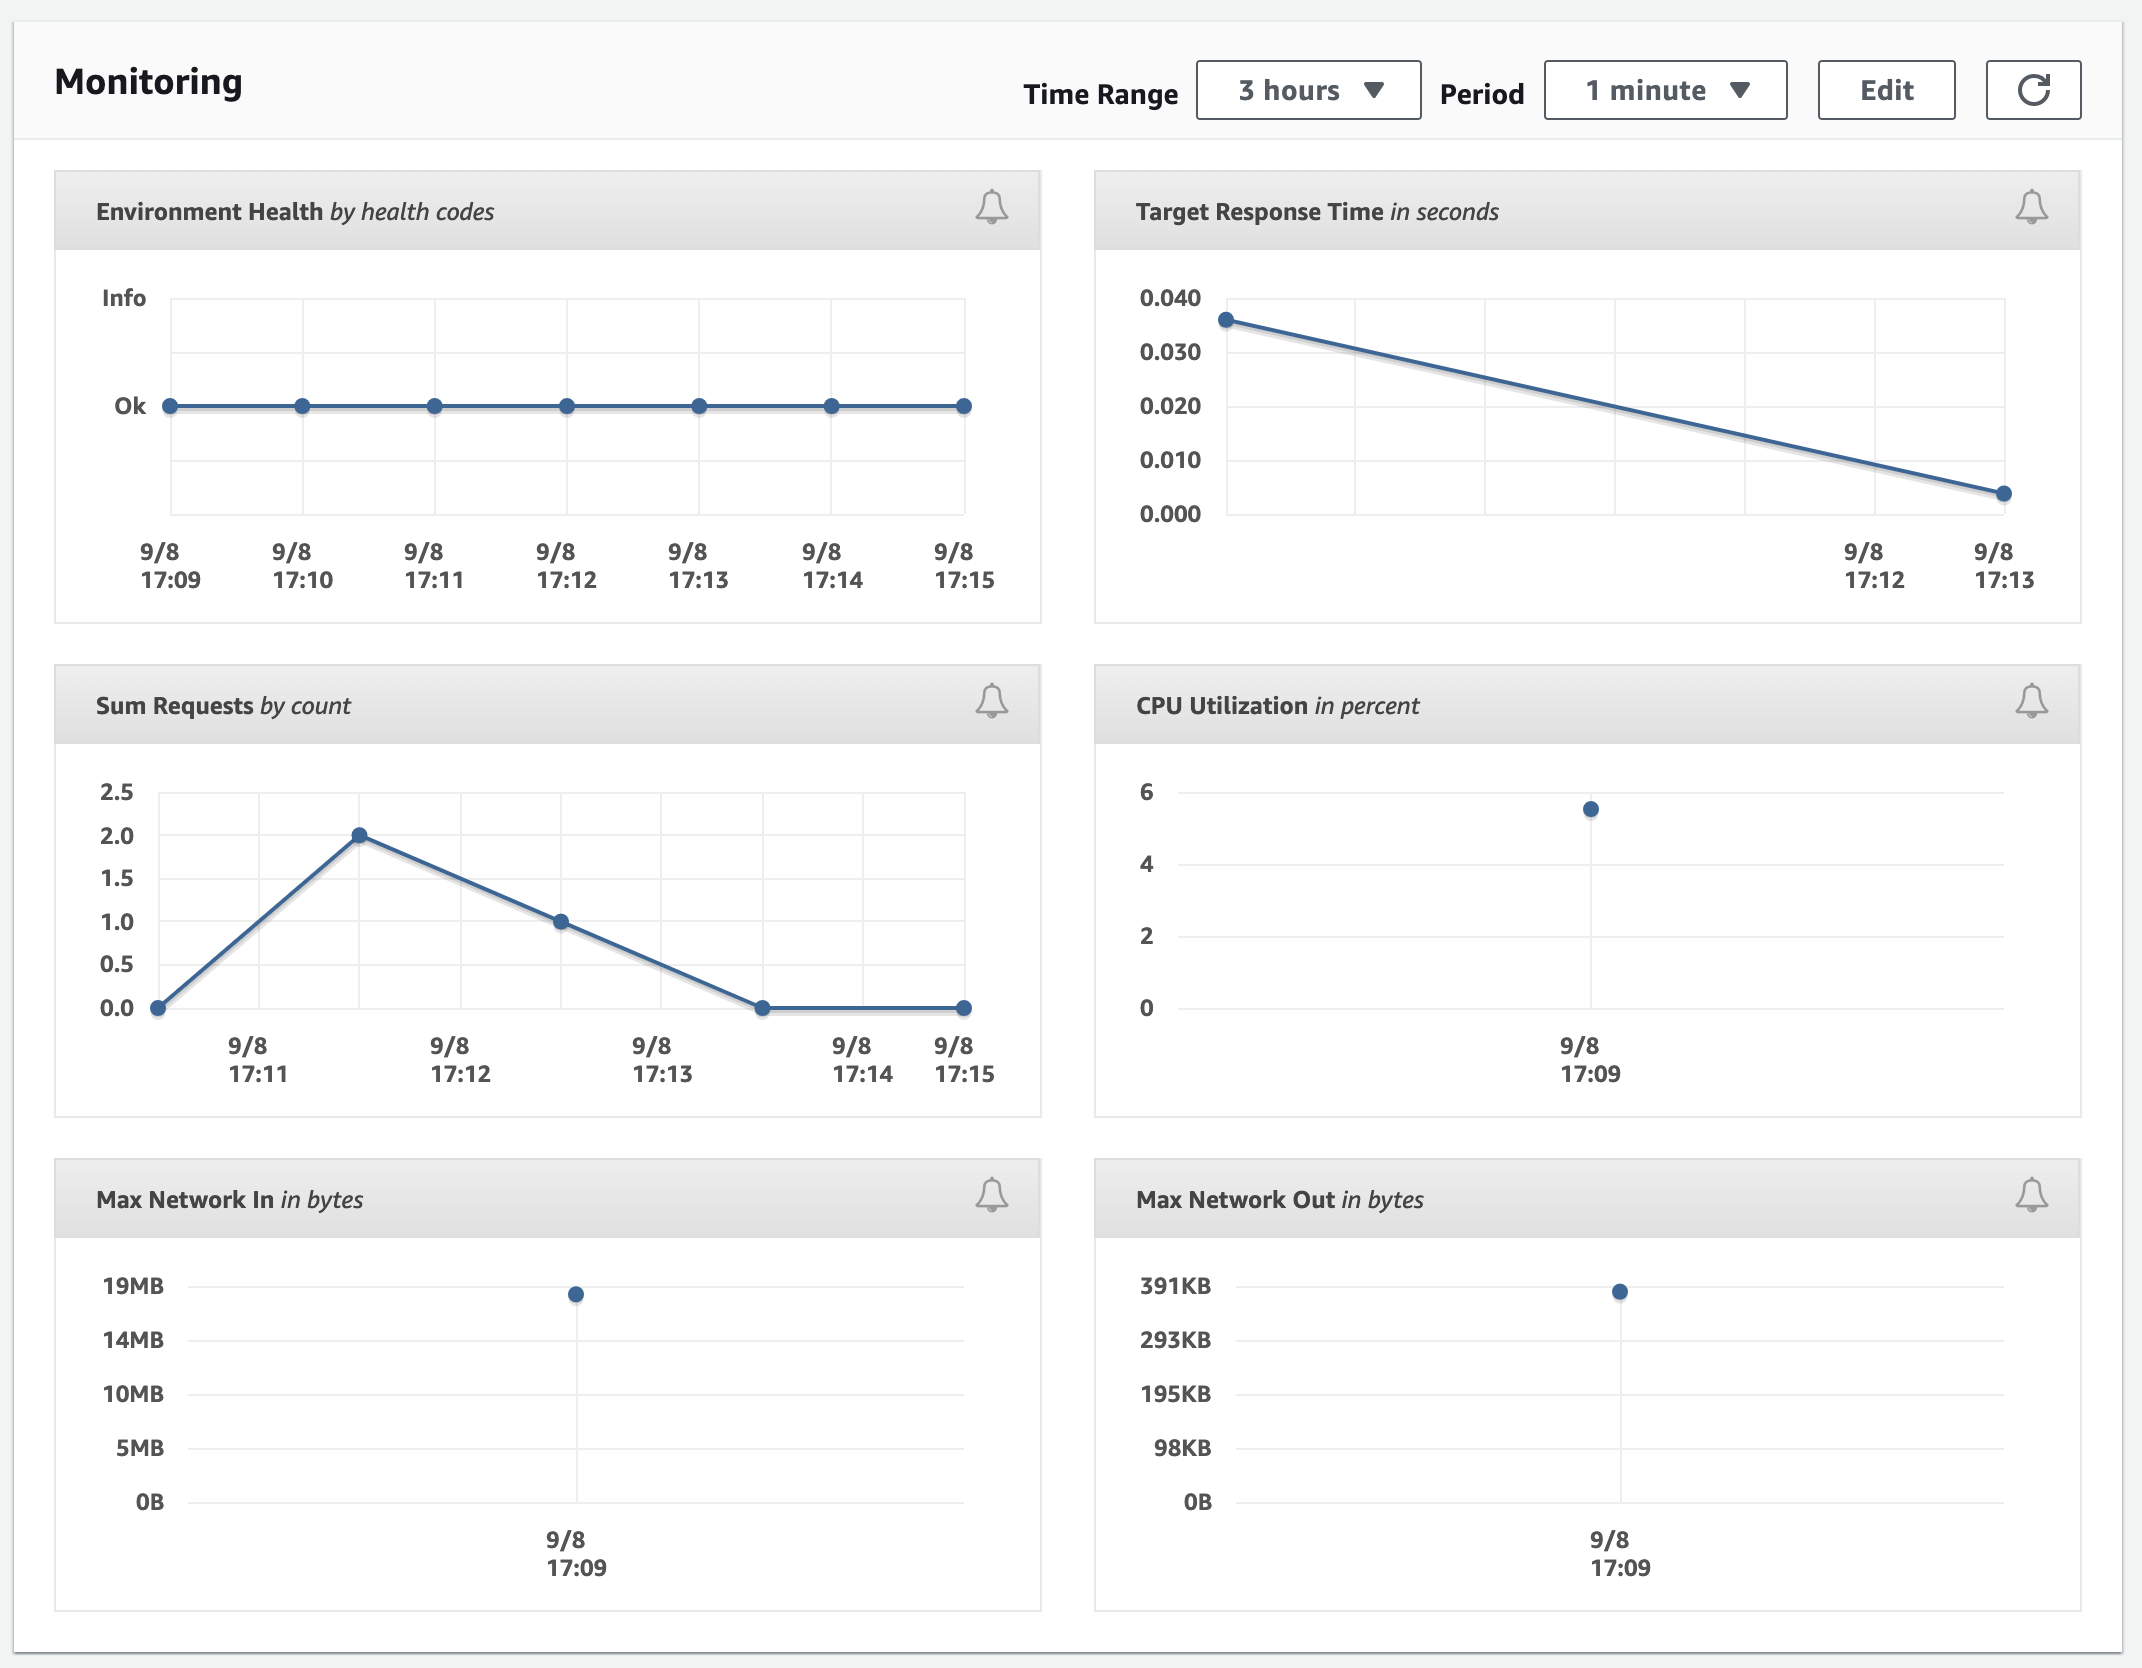 Monitoring
Time Range 3 hours Period 1 minute Edit
Environment Health by health codes
Info
Ok
9/8 9/8 9/8 9/8 9/8 9/8 9/8
17:09 17:10 17:11 17:12 17:13 17:14 17:15
Target Response Time in seconds
0.040
0.030
0.020
0.010
0.000
9/8 9/8
17:12 17:13
Sum Requests by count
2.5
2.0
1.5
1.0
0.5
0.0
9/8 9/8 9/8 9/8 9/8
17:11 17:12 17:13 17:14 17:15
CPU Utilization in percent
6
4
2
0
9/8
17:09
Max Network In in bytes
19MB
14MB
10MB
5MB
0B
9/8
17:09
Max Network Out in bytes
391KB
293KB
195KB
98KB
0B
9/8
17:09